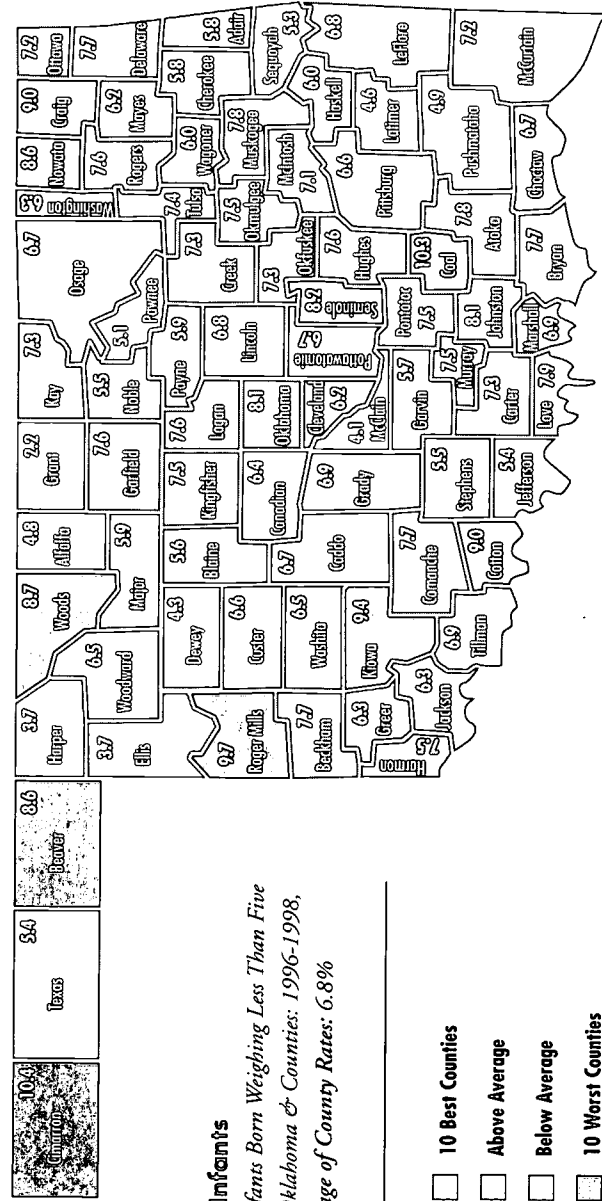 Infants
fants Born Weighing Less Than Five
klahoma & Counties: 1996-1998,
ge of County Rates: 6.8%
10 Best Counties
Above Average
Below Average
10 Worst Counties
10.4
Cimarron
5.4
Texas
8.6
Beaver
3.7
Harper
8.7
Woods
4.8
Alfalfa
2.2
Grant
7.3
Kay
6.7
Osage
6.3
Washington
8.6
Nowata
9.0
Craig
7.2
Ottawa
3.7
Ellis
6.5
Woodward
5.9
Major
7.6
Garfield
5.5
Noble
5.1
Pawnee
7.6
Rogers
6.2
Mayes
7.7
Delaware
9.7
Roger Mills
4.3
Dewey
5.6
Blaine
7.5
Kingfisher
7.6
Logan
5.9
Payne
7.3
Creek
7.4
Tulsa
6.0
Wagoner
5.8
Cherokee
5.8
Adair
6.6
Custer
6.4
Canadian
8.1
Oklahoma
6.8
Lincoln
7.3
Okfuskee
7.5
Okmulgee
7.8
Muskogee
5.3
Sequoyah
7.7
Beckham
6.5
Washita
6.7
Caddo
6.9
Grady
6.2
Cleveland
4.1
McClain
6.7
Pottawatomie
8.2
Seminole
7.6
Hughes
7.1
McIntosh
6.0
Haskell
6.8
LeFlore
7.3
Harmon
6.3
Greer
9.4
Kiowa
7.7
Comanche
5.7
Garvin
7.5
Pontotoc
10.3
Coal
6.6
Pittsburg
4.6
Latimer
6.3
Jackson
6.9
Tillman
9.0
Cotton
5.5
Stephens
7.5
Murray
8.1
Johnston
7.8
Atoka
4.9
Pushmataha
7.2
McCurtain
5.4
Jefferson
7.3
Carter
7.9
Love
6.9
Marshall
7.7
Bryan
6.7
Choctaw